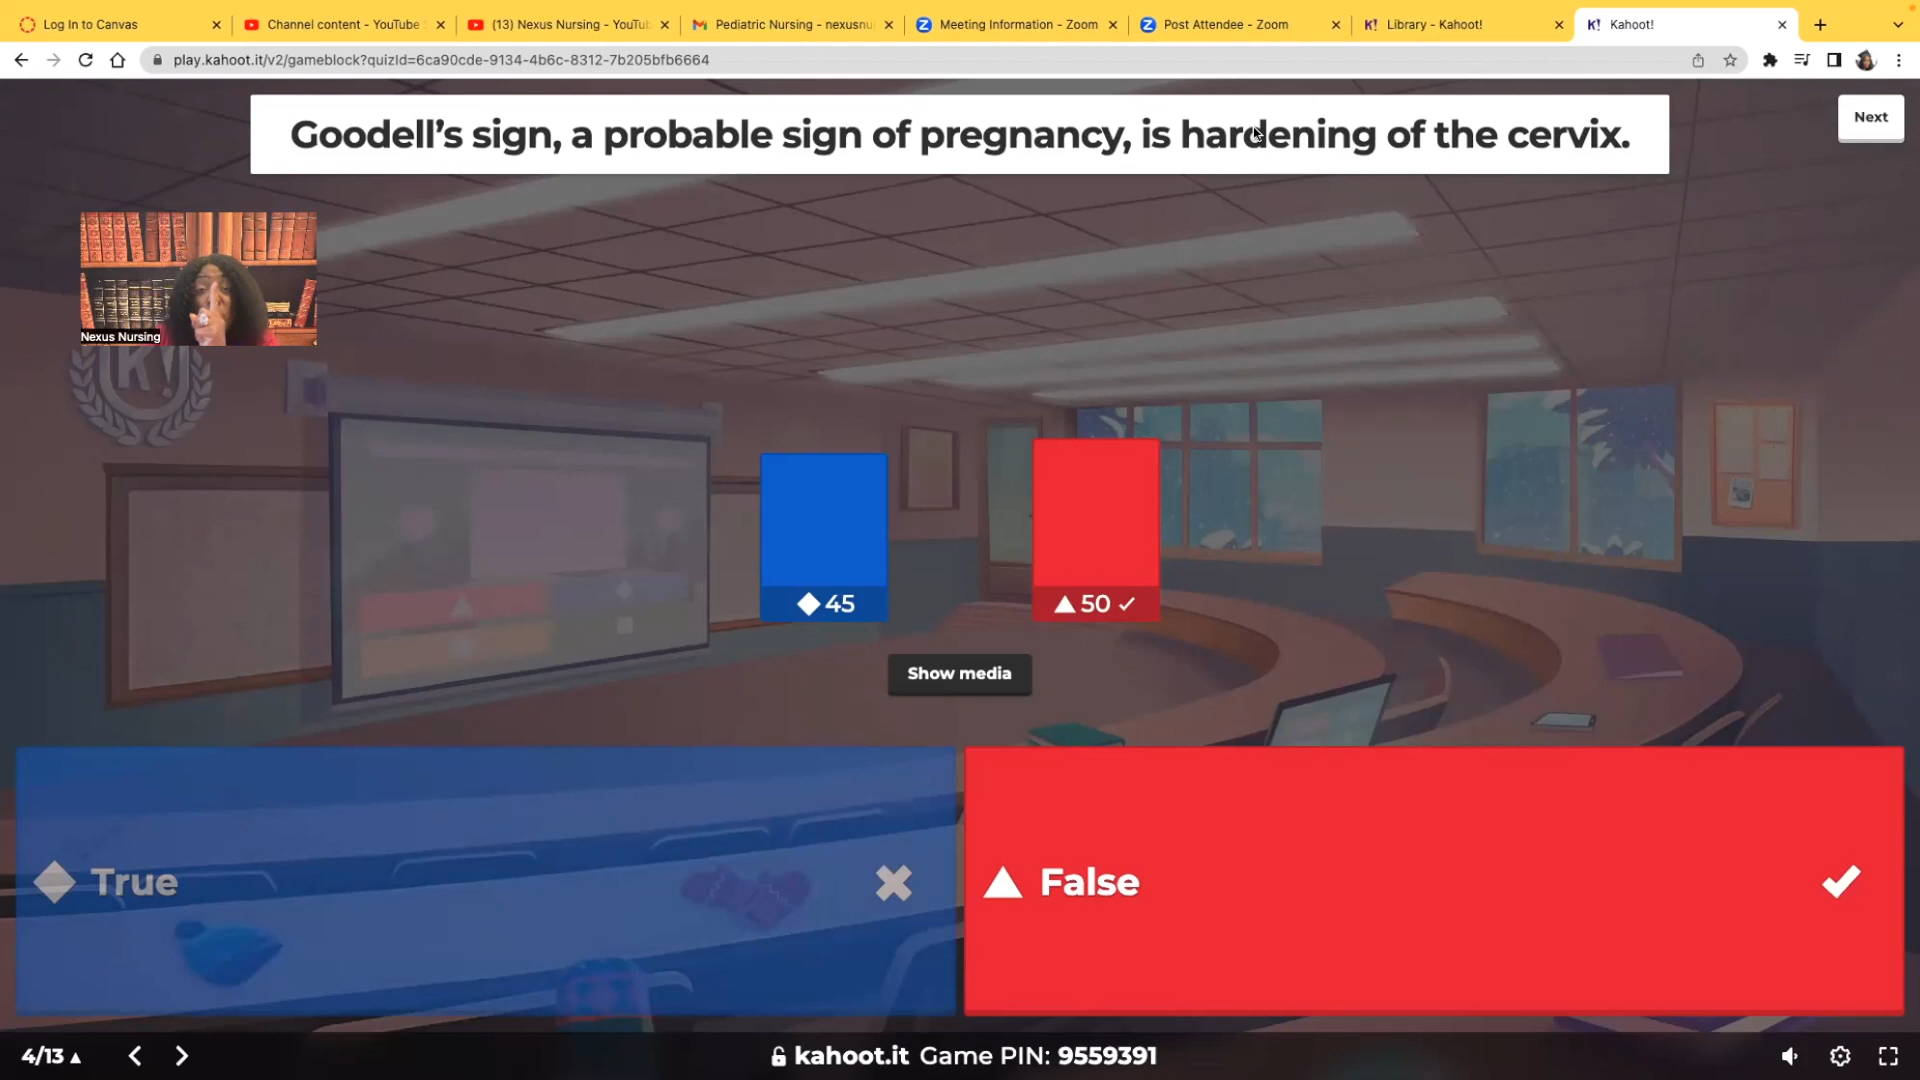 Log In to Canvas
Channel content - YouTube
(13) Nexus Nursing - YouTu
Pediatric Nursing - nexusnu
Meeting Information - Zoom
Post Attendee - Zoom
K! Library - Kahoot!
K! Kahoot!
play.kahoot.it/v2/gameblock?quizId=6ca90cde-9134-4b6c-8312-7b205bfb6664
Goodell’s sign, a probable sign of pregnancy, is hardening of the cervix.
Next
Nexus Nursing
K!
45
50
Show media
True
False
4/13
kahoot.it Game PIN: 9559391